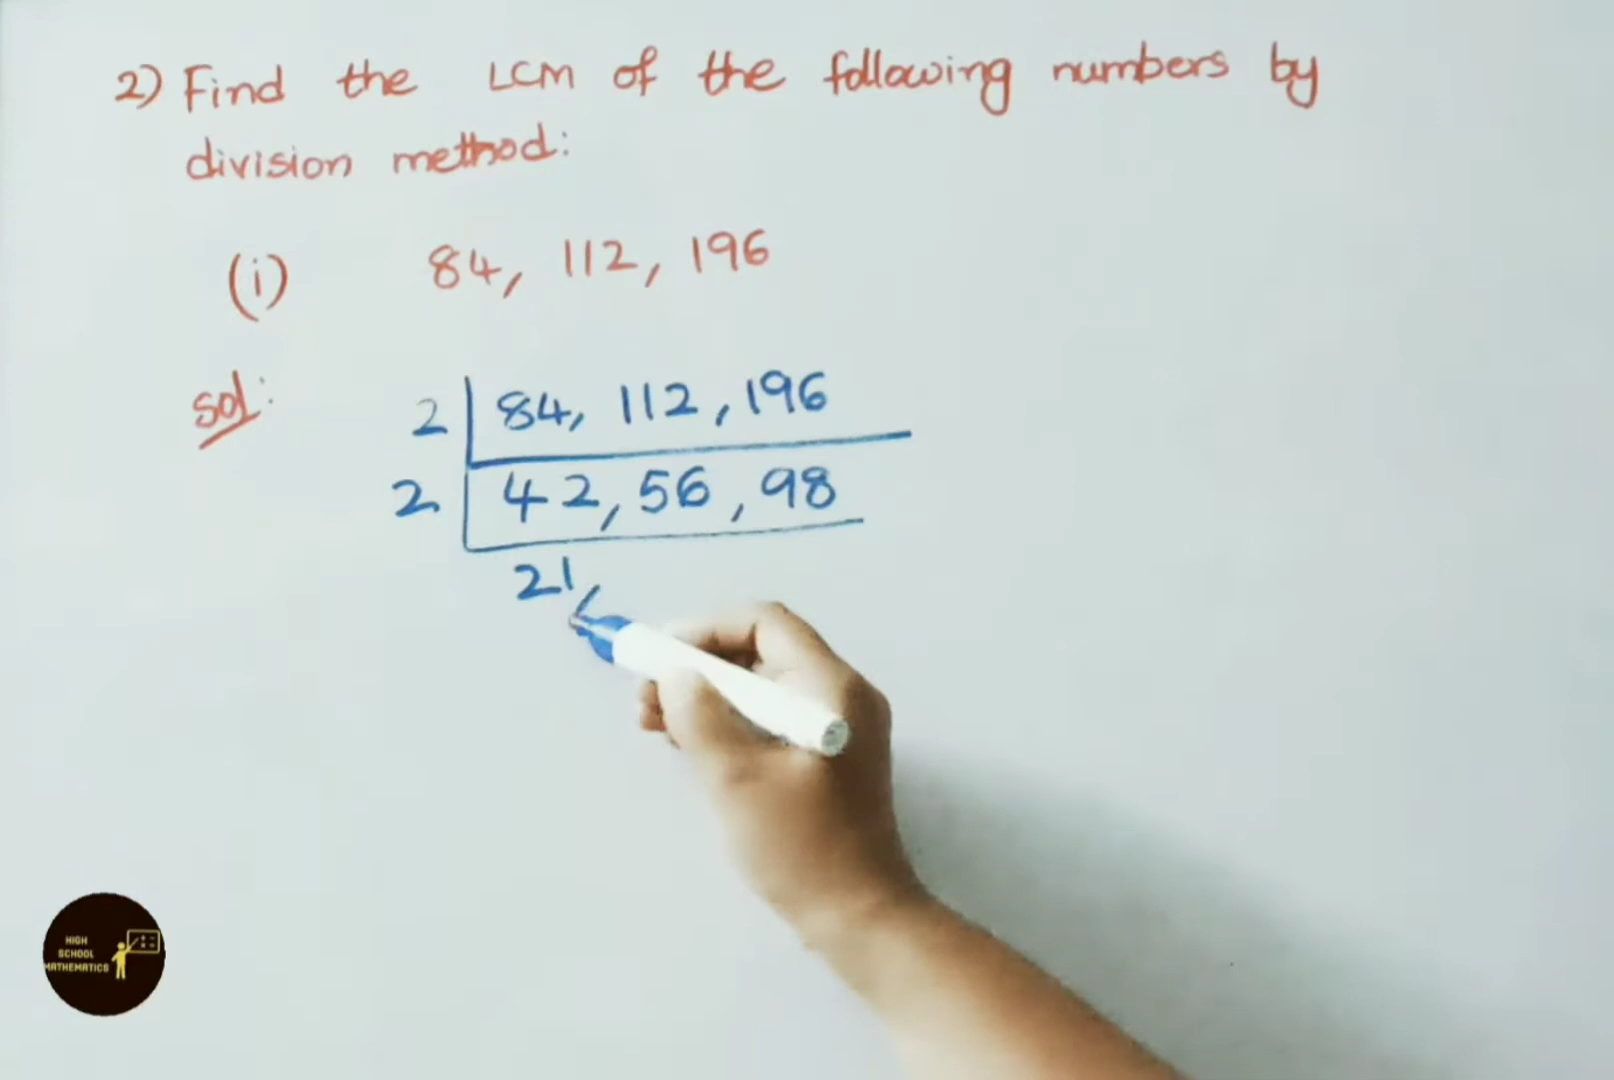 2) Find the LCM of the following numbers by
division method:
(i) 84, 112, 196
Sol:
2 84, 112, 196
2 42, 56, 98
21,
HIGH
SCHOOL
MATHEMATICS